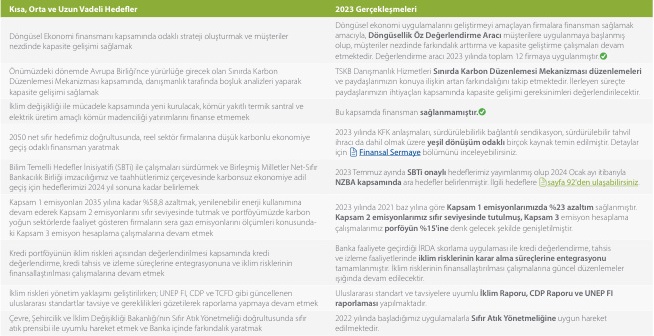 Kısa, Orta ve Uzun Vadeli Hedefler
2023 Gerçekleşmeleri
Döngüsel Ekonomi finansmanı kapsamında odaklı strateji oluşturmak ve müşteriler
nezdinde kapasite gelişimi sağlamak
Döngüsel ekonomi uygulamalarını geliştirmeyi amaçlayan firmalara finansman sağlamak
amacıyla, Döngüsellik Öz Değerlendirme Aracı müşterilere uygulanmaya başlanmış
olup, müşteriler nezdinde farkındalık arttırma ve kapasite geliştirme çalışmaları devam
etmektedir. Değerlendirme aracı 2023 yılında toplam 12 firmaya uygulanmıştır.
Önümüzdeki dönemde Avrupa Birliği'nce yürürlüğe girecek olan Sınırda Karbon
Düzenlemesi Mekanizması kapsamında, danışmanlık tarafında boşluk analizleri yaparak
kapasite gelişimi sağlamak
TSKB Danışmanlık Hizmetleri Sınırda Karbon Düzenlemesi Mekanizması düzenlemeleri
ve paydaşlarımızın konuya ilişkin artan farkındalığını takip etmektedir. İlerleyen süreçte
paydaşlarımızın ihtiyaçları kapsamında kapasite gelişimi gereksinimleri değerlendirilecektir.
İklim değişikliği ile mücadele kapsamında yeni kurulacak, kömür yakıtlı termik santral ve
elektrik üretim amaçlı kömür madenciliği yatırımlarını finanse etmemek
Bu kapsamda finansman sağlanmamıştır.
2050 net sıfır hedefimiz doğrultusunda, reel sektör firmalarına düşük karbonlu ekonomiye
geçiş odaklı finansman yaratmak
2023 yılında KFK anlaşmaları, sürdürülebilirlik bağlantılı sendikasyon, sürdürülebilir tahvil
ihracı da dahil olmak üzere yeşil dönüşüm odaklı birçok kaynak temin edilmiştir. Detaylar
için Finansal Sermaye bölümünü inceleyebilirsiniz.
Bilim Temelli Hedefler İnisiyatifi (SBTi) ile çalışmaları sürdürmek ve Birleşmiş Milletler Net-Sıfır
Bankacılık Birliği imzacılığımız ve taahhütlerimiz çerçevesinde karbonsuz ekonomiye adil
geçiş için hedeflerimizi 2024 yıl sonuna kadar belirlemek
2023 Temmuz ayında SBTi onaylı hedeflerimiz yayınlanmış olup 2024 Ocak ayı itibarıyla
NZBA kapsamında ara hedefler belirlenmiştir. İlgili hedeflere sayfa 92'den ulaşabilirsiniz.
Kapsam 1 emisyonları 2035 yılına kadar %58,8 azaltmak, yenilenebilir enerji kullanımına
devam ederek Kapsam 2 emisyonlarını sıfır seviyesinde tutmak ve portföyümüzde karbon
yoğun sektörlerde faaliyet gösteren firmaların sera gazı emisyonların ölçümleri konusunda-
ki Kapsam 3 emisyon hesaplama çalışmalarına devam etmek
2023 yılında 2021 baz yılına göre Kapsam 1 emisyonlarımızda %23 azaltım sağlanmıştır.
Kapsam 2 emisyonlarımız sıfır seviyesinde tutulmuş, Kapsam 3 emisyon hesaplama
çalışmalarımız portföyün %15'ine denk gelecek şekilde genişletilmiştir.
Kredi portföyünün iklim riskleri açısından değerlendirilmesi kapsamında kredi
değerlendirme, kredi tahsis ve izleme süreçlerine entegrasyonuna ve iklim risklerinin
finansallaştırılması çalışmalarına devam etmek
Banka faaliyete geçirdiği IRDA skorlama uygulaması ile kredi değerlendirme, tahsis
ve izleme faaliyetlerinde iklim risklerinin karar alma süreçlerine entegrasyonu
tamamlanmıştır. İklim risklerinin finansallaştırılması çalışmalarına güncel düzenlemeler
ışığında devam edilecektir.
İklim riskleri yönetim yaklaşımı geliştirilirken; UNEP FI, CDP ve TCFD gibi güncellenen
uluslararası standartlar tavsiye ve gereklilikleri gözetilerek raporlama yapmaya devam etmek
Uluslararası standart ve tavsiyelere uyumlu İklim Raporu, CDP Raporu ve UNEP FI
raporlaması yapılmaktadır.
Çevre, Şehircilik ve İklim Değişikliği Bakanlığı'nın Sıfır Atık Yönetmeliği doğrultusunda sıfır
atık prensibi ile uyumlu hareket etmek ve Banka içinde farkındalık yaratmak
2022 yılında başladığımız uygulamalarla Sıfır Atık Yönetmeliğine uygun hareket
edilmektedir.